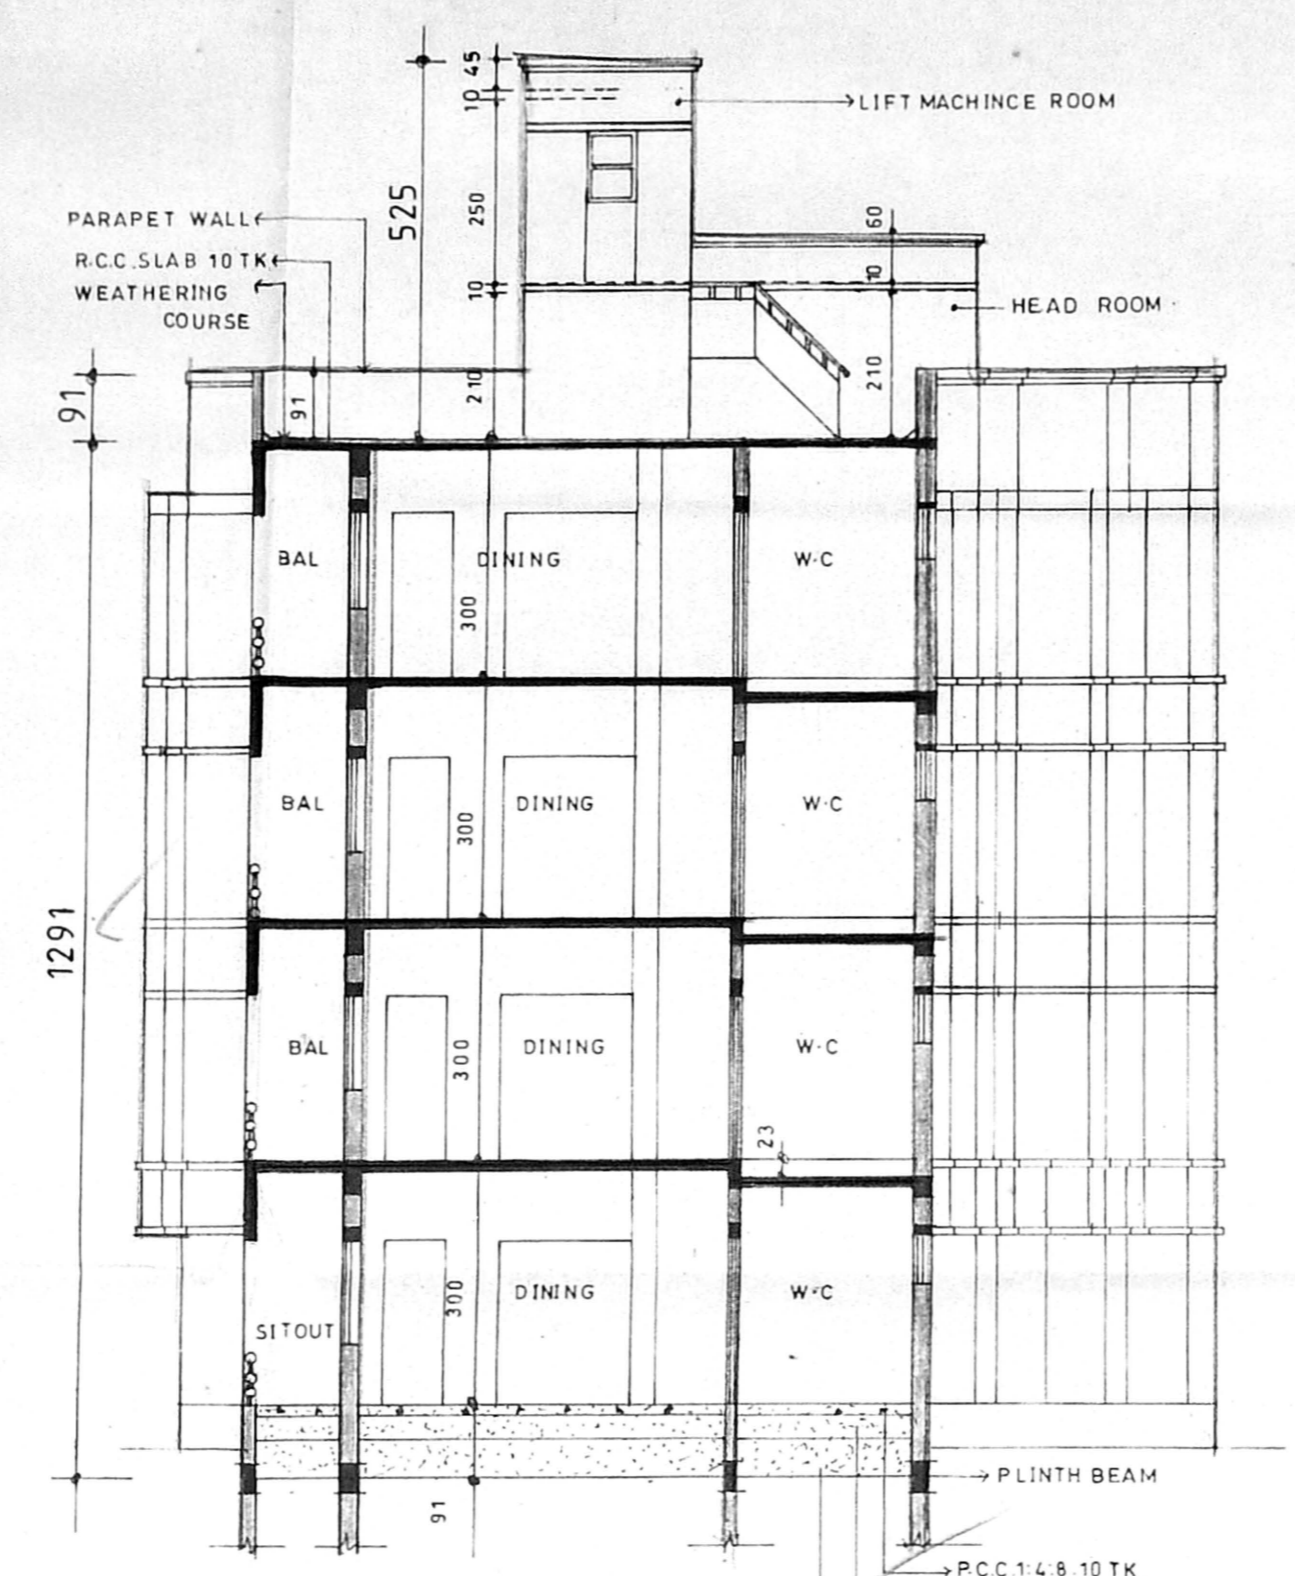 45
10
LIFT MACHINCE ROOM
525
250
PARAPET WALL
60
R.C.C. SLAB 10 TK
10
10
WEATHERING
COURSE
HEAD ROOM
91
91
210
210
BAL
DINING
W.C
300
BAL
DINING
W.C
300
1291
BAL
DINING
W.C
300
23
SITOUT
DINING
W.C
300
PLINTH BEAM
91
P.C.C.1:4:8.10 TK